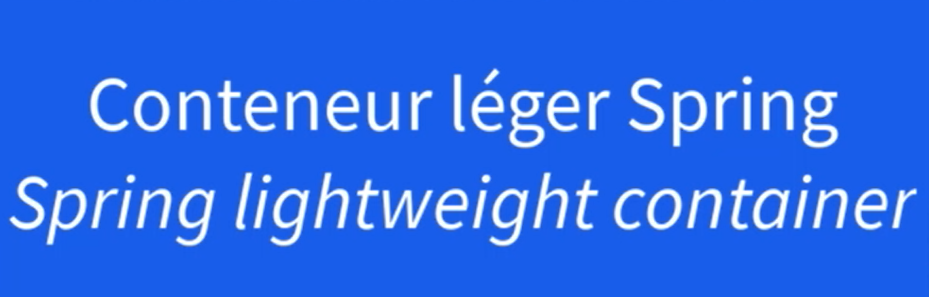 Conteneur léger Spring
Spring lightweight container